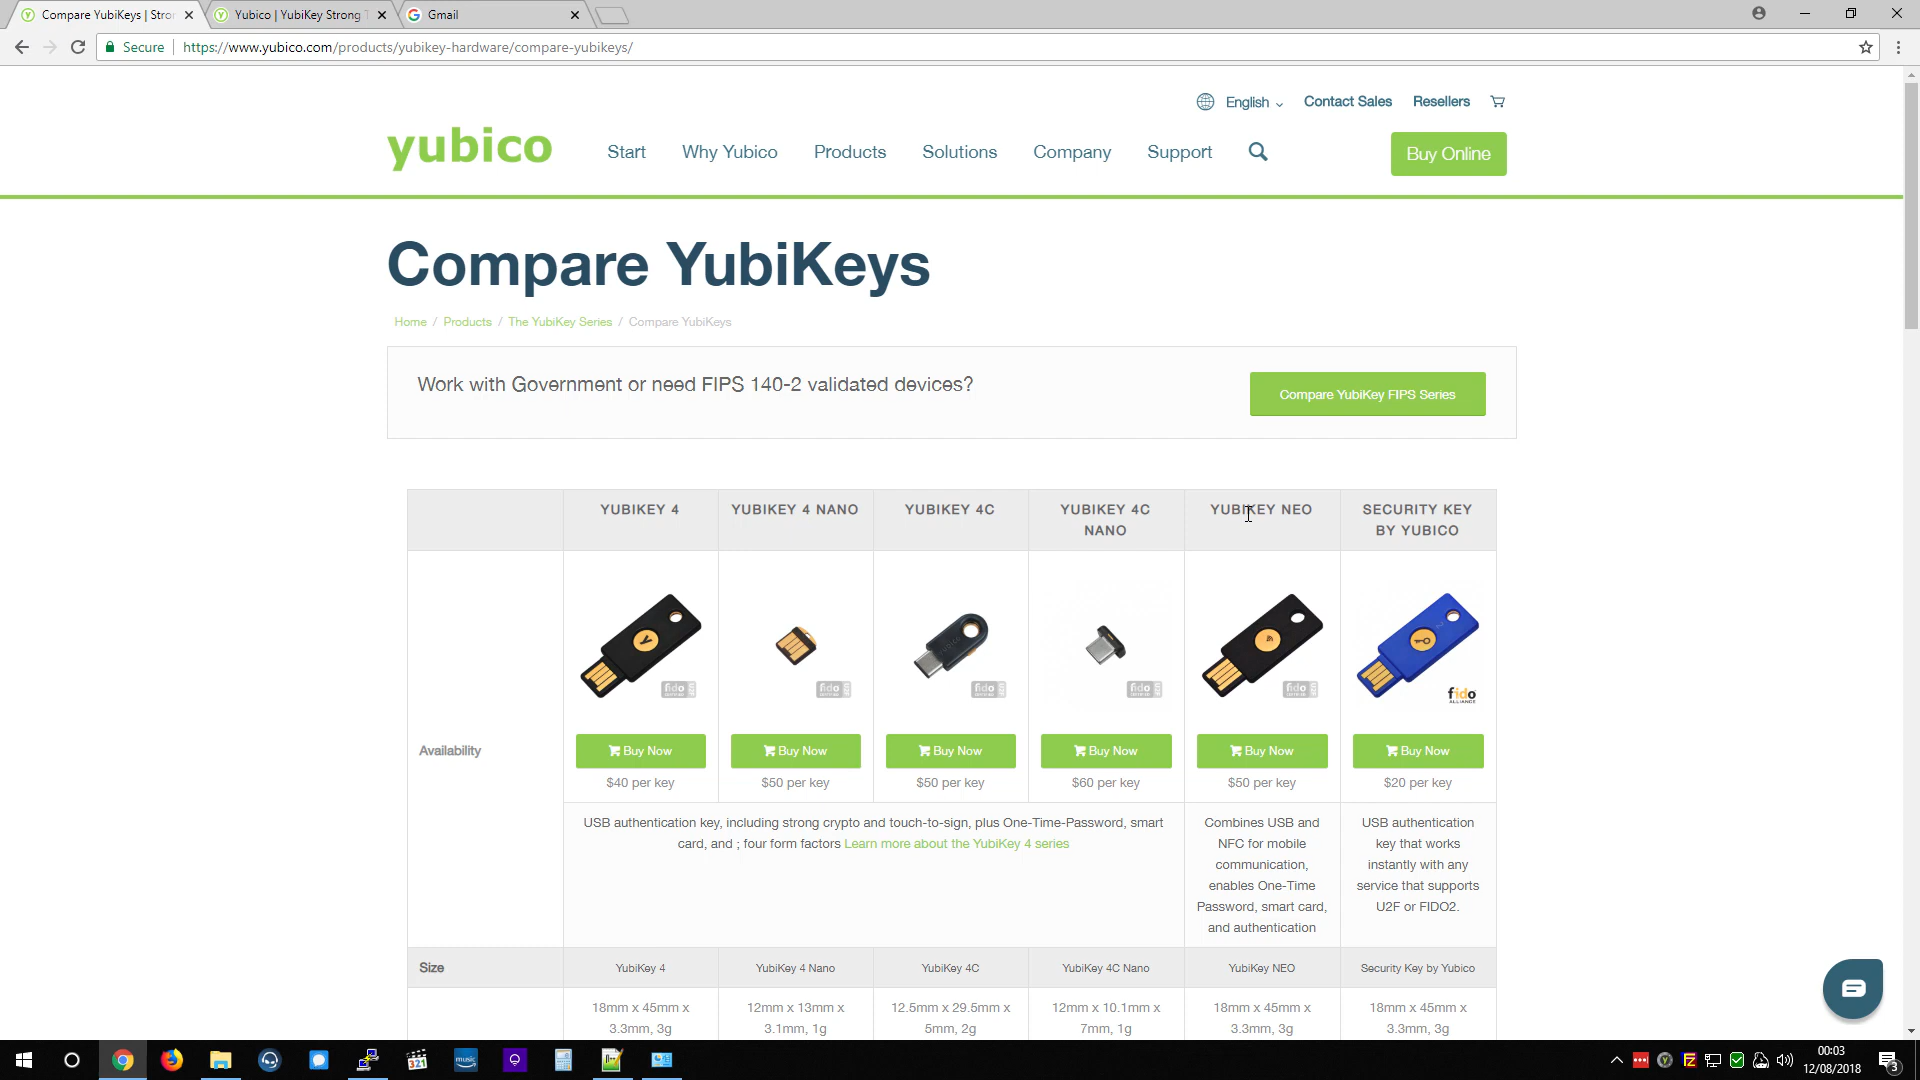 Compare YubiKeys | Stro
Yubico | YubiKey Strong T
Gmail
Secure
https://www.yubico.com/products/yubikey-hardware/compare-yubikeys/
English
Contact Sales
Resellers
yubico
Start
Why Yubico
Products
Solutions
Company
Support
Buy Online
Compare YubiKeys
Home / Products / The YubiKey Series / Compare YubiKeys
Work with Government or need FIPS 140-2 validated devices?
Compare YubiKey FIPS Series
YUBIKEY 4
YUBIKEY 4 NANO
YUBIKEY 4C
YUBIKEY 4C
NANO
YUBIKEY NEO
SECURITY KEY
BY YUBICO
fido
fido
fido
fido
fido
fido
ALLIANCE
Availability
Buy Now
Buy Now
Buy Now
Buy Now
Buy Now
Buy Now
$40 per key
$50 per key
$50 per key
$60 per key
$50 per key
$20 per key
USB authentication key, including strong crypto and touch-to-sign, plus One-Time-Password, smart
card, and ; four form factors Learn more about the YubiKey 4 series
Combines USB and
NFC for mobile
communication,
enables One-Time
Password, smart card,
and authentication
USB authentication
key that works
instantly with any
service that supports
U2F or FIDO2.
Size
YubiKey 4
YubiKey 4 Nano
YubiKey 4C
YubiKey 4C Nano
YubiKey NEO
Security Key by Yubico
18mm x 45mm x
3.3mm, 3g
12mm x 13mm x
3.1mm, 1g
12.5mm x 29.5mm x
5mm, 2g
12mm x 10.1mm x
7mm, 1g
18mm x 45mm x
3.3mm, 3g
18mm x 45mm x
3.3mm, 3g
321
music
00:03
12/08/2018
3